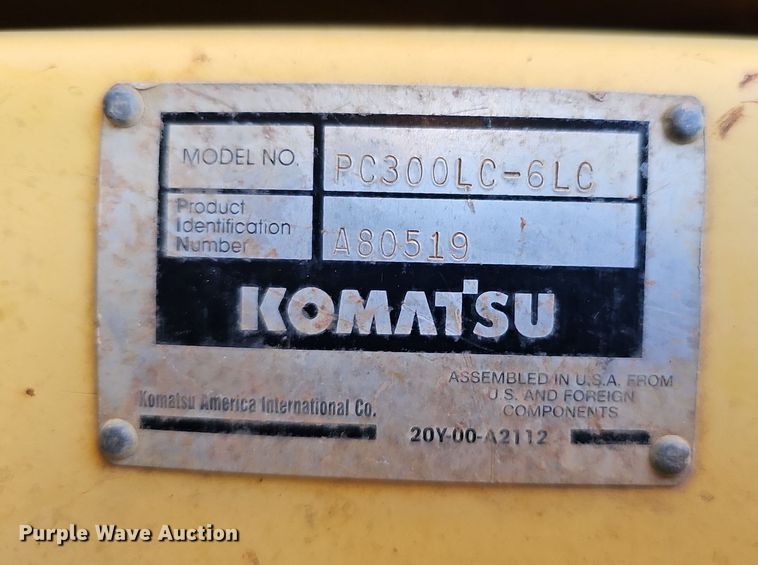 MODEL NO. PC300LC-6LC
Product
Identification
Number A80519
KOMATSU
ASSEMBLED IN U.S.A. FROM
U.S. AND FOREIGN
COMPONENTS
Komatsu America International Co.
20Y-00-A2112
Purple Wave Auction